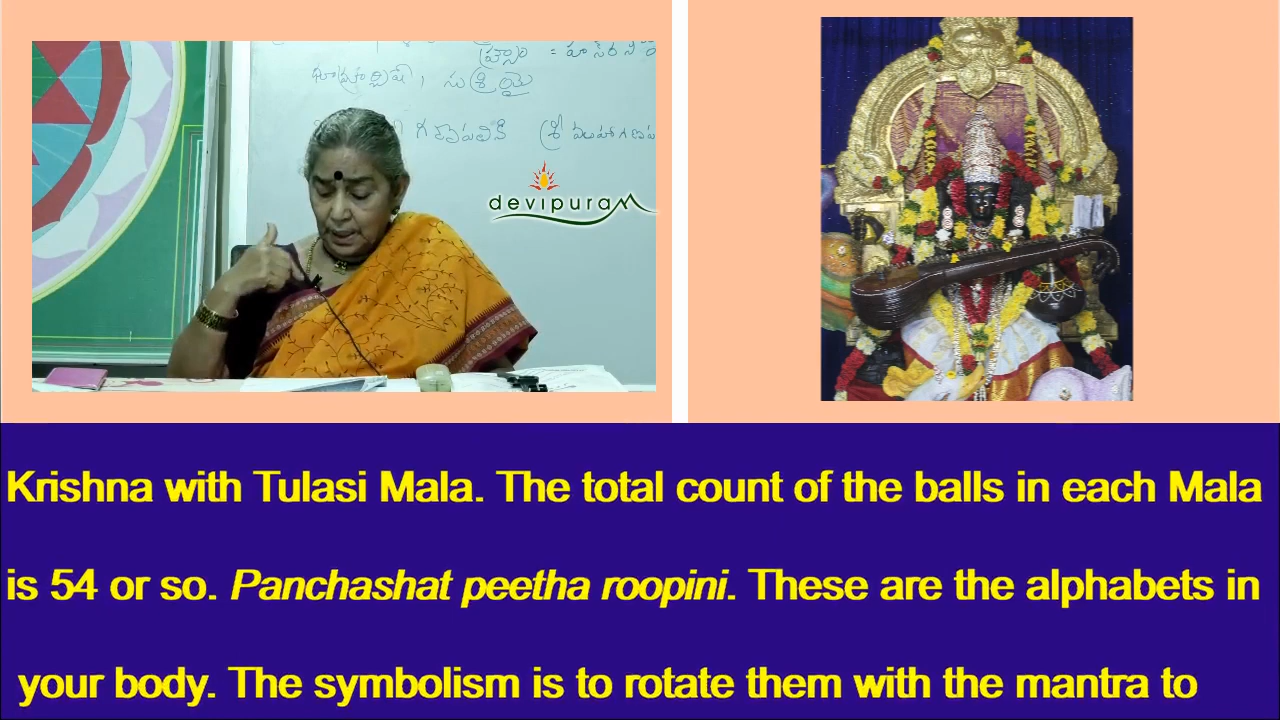 సుశ్రియై
devipuram
Krishna with Tulasi Mala. The total count of the balls in each Mala
is 54 or so. Panchashat peetha roopini. These are the alphabets in
your body. The symbolism is to rotate them with the mantra to